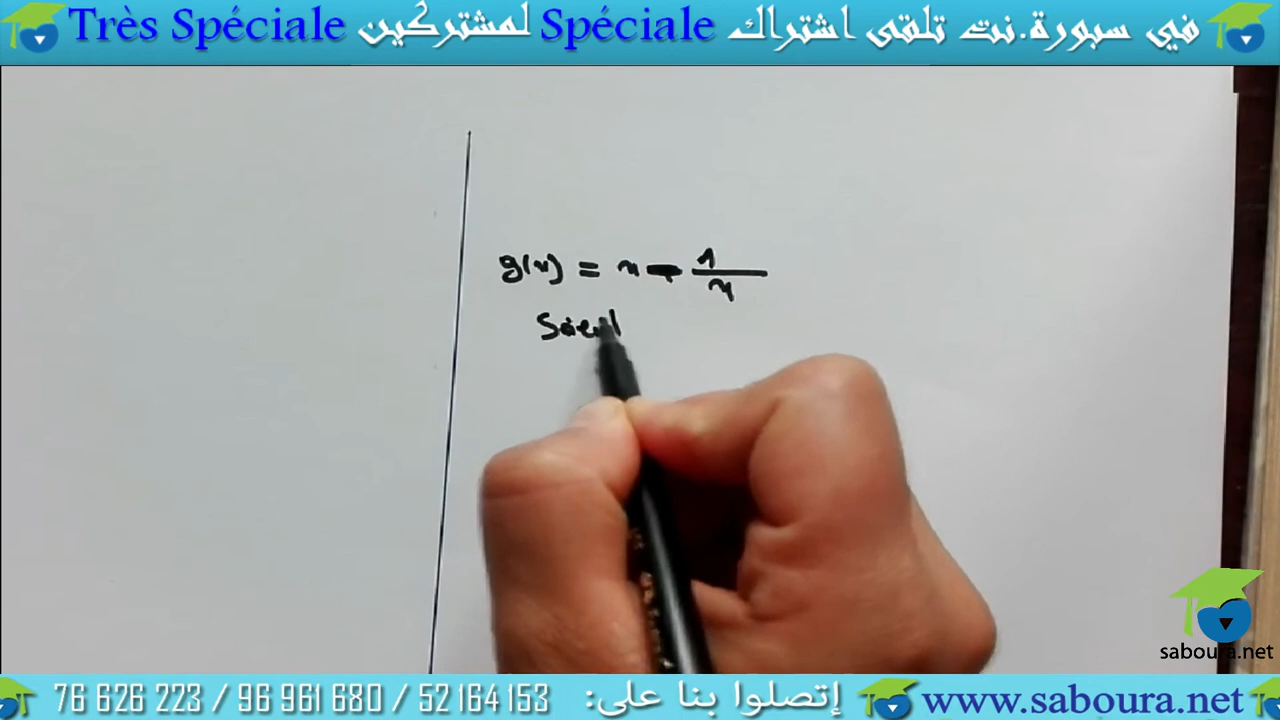 في سبورة.نت تلقى اشتراك Spéciale لمشتركين Très Spéciale
g(x) = x - 1/x
Soient
saboura.net
إتصلوا بنا على: 76 626 223 / 96 961 680 / 52 164 153
www.saboura.net